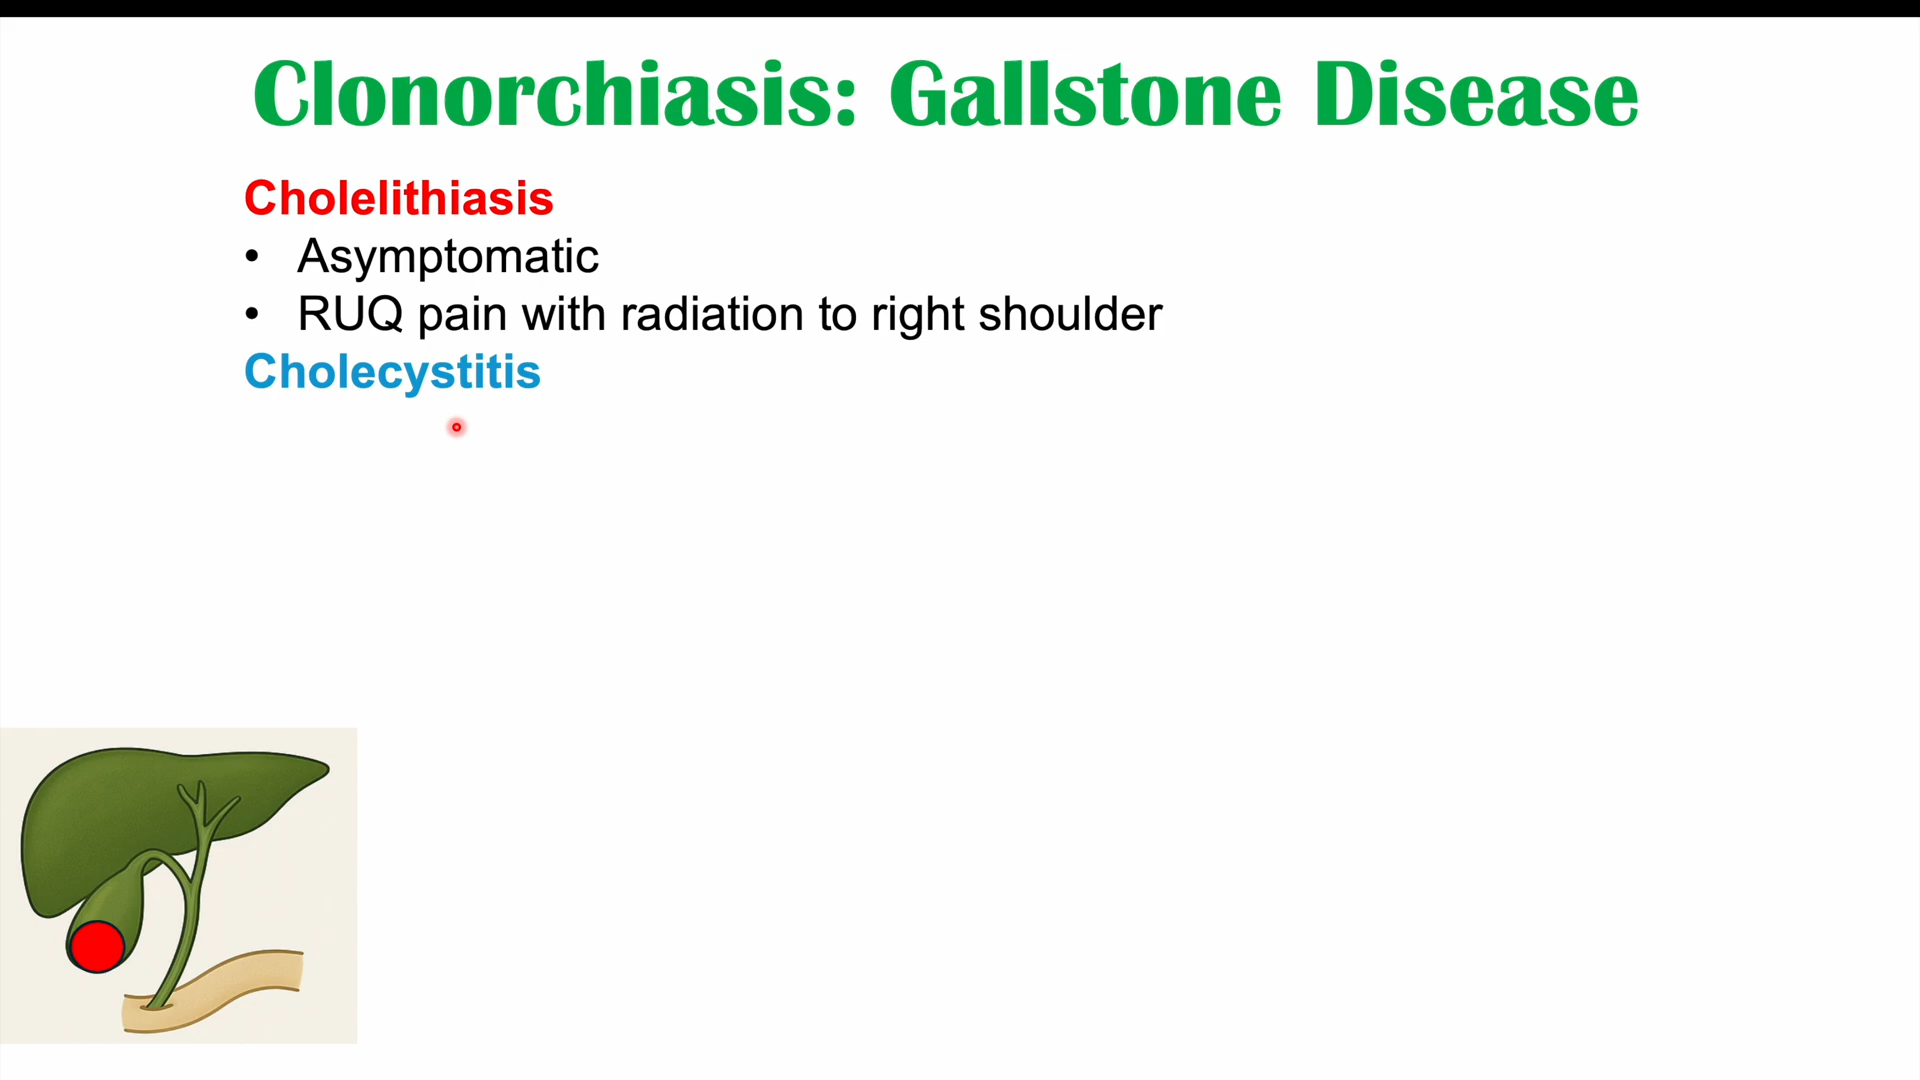 Clonorchiasis: Gallstone Disease
Cholelithiasis
• Asymptomatic
• RUQ pain with radiation to right shoulder
Cholecystitis